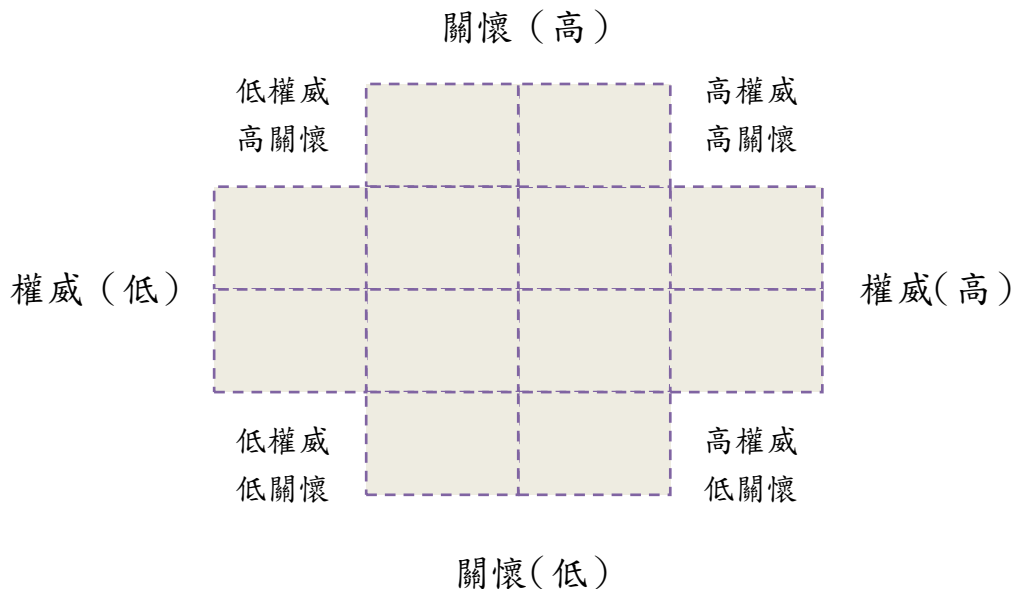 關懷（高）
低權威
高關懷
高權威
高關懷
權威（低）
權威(高)
低權威
低關懷
高權威
低關懷
關懷(低)